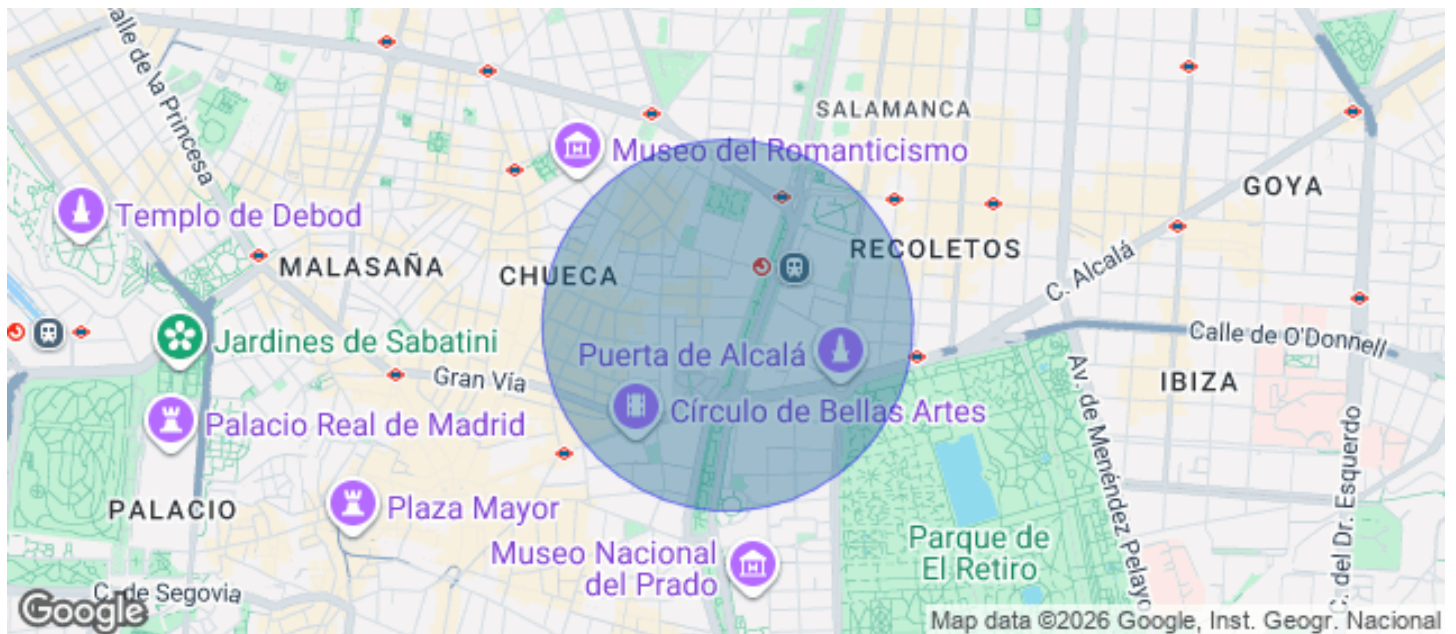 Calle de la Princesa
SALAMANCA
Museo del Romanticismo
GOYA
Templo de Debod
RECOLETOS
MALASAÑA
CHUECA
C. Alcalá
Jardines de Sabatini
Calle de O'Donnell
Puerta de Alcalá
Gran Vía
IBIZA
Palacio Real de Madrid
Círculo de Bellas Artes
Av. de Menéndez Pelayo
C. del Dr. Esquerdo
PALACIO
Plaza Mayor
Museo Nacional
del Prado
Parque de
El Retiro
C. de Segovia
Google
Map data ©2026 Google, Inst. Geogr. Nacional